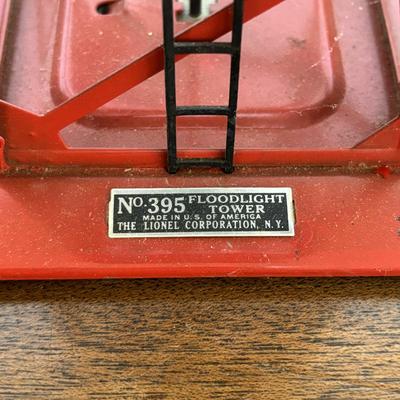 No. 395 FLOODLIGHT TOWER
MADE IN U.S. OF AMERICA
THE LIONEL CORPORATION, N.Y.